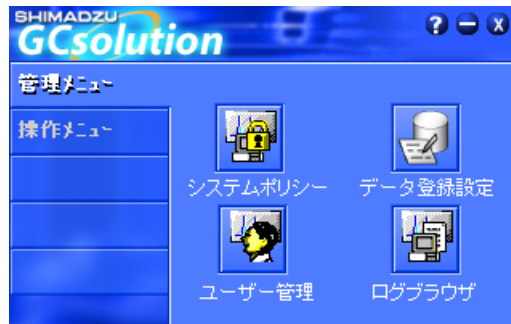 SHIMADZU
GCsolution
? X
管理メニュー
操作メニュー
システムポリシー データ登録設定
ユーザー管理 ログブラウザ